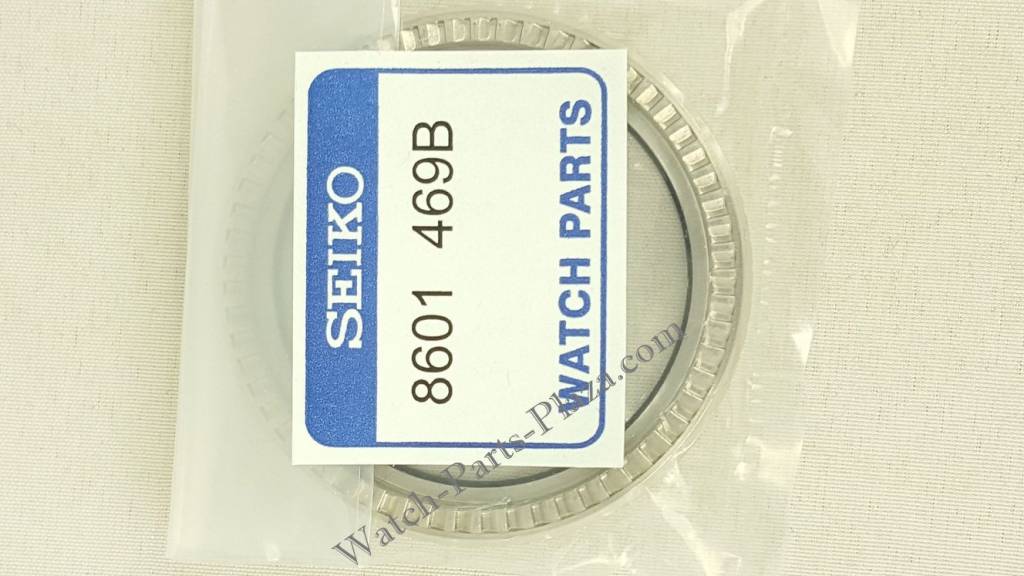 SEIKO
8601 469B
WATCH PARTS
Watch-Parts-Plaza.com